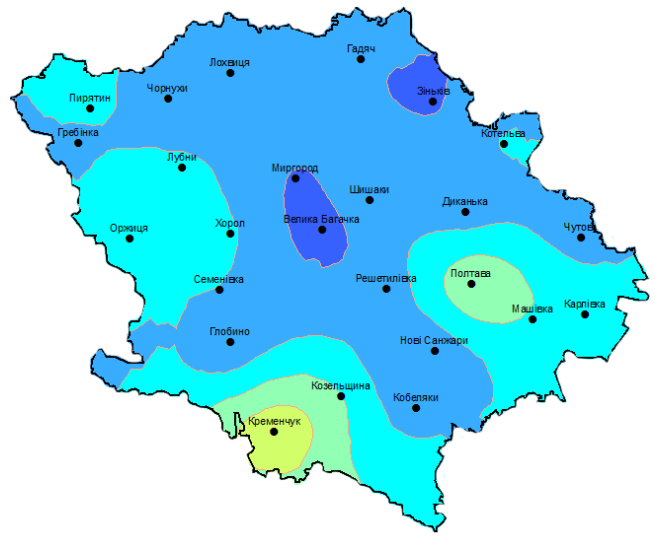 Гадяч
Лохвиця
Зіньків
Чорнухи
Пирятин
Гребінка
Котельва
Лубни
Миргород
Шишаки
Диканька
Велика Багачка
Хорол
Оржиця
Чутове
Полтава
Решетилівка
Семенівка
Машівка
Карлівка
Глобино
Нові Санжари
Козельщина
Кобеляки
Кременчук